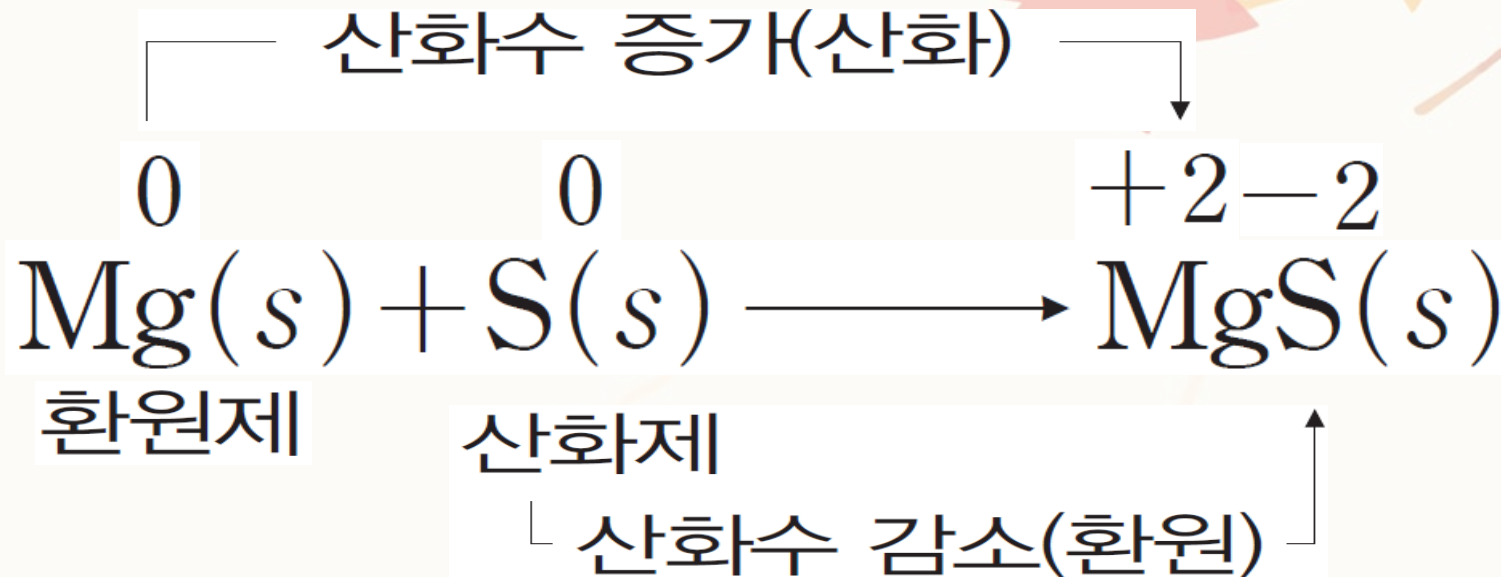 산화수 증가(산화)
0 0 +2 −2
Mg(s)+S(s) → MgS(s)
환원제
산화제
산화수 감소(환원)